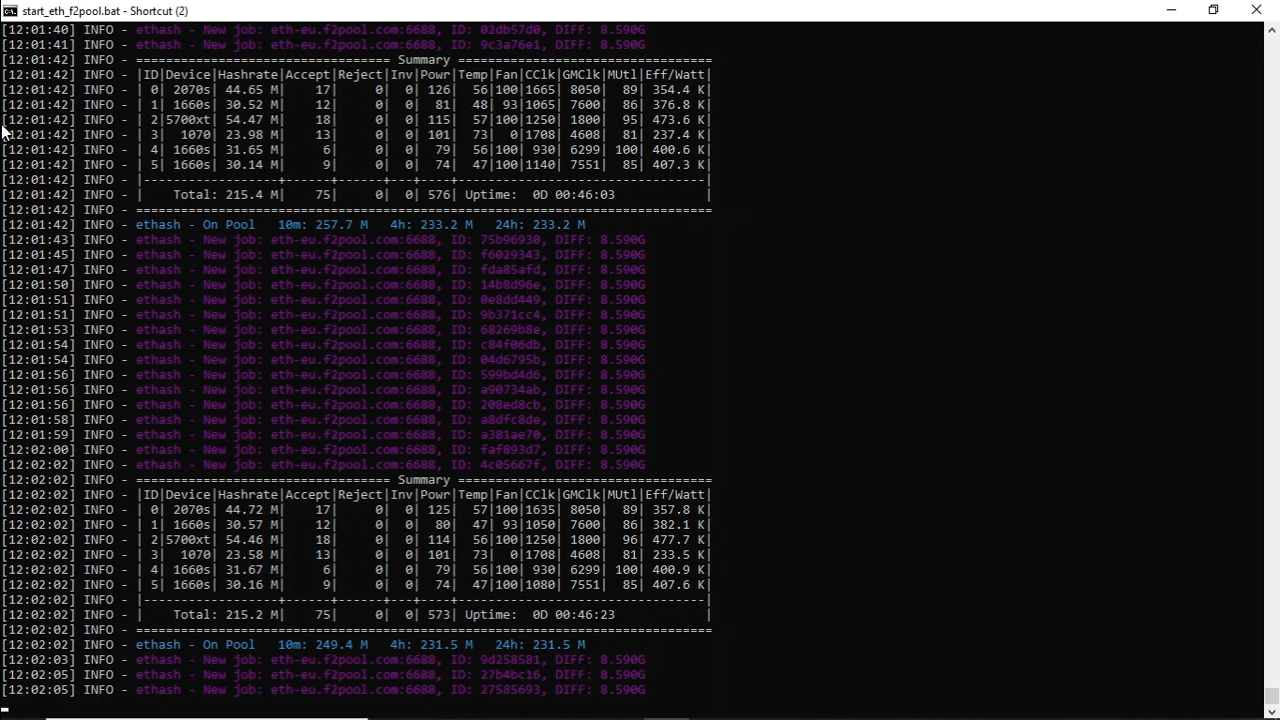 start_eth_f2pool.bat - Shortcut (2)
[12:01:40] INFO - ethash - New job: eth-eu.f2pool.com:6688, ID: 02db57d0, DIFF: 8.590G
[12:01:41] INFO - ethash - New job: eth-eu.f2pool.com:6688, ID: 9c3a76e1, DIFF: 8.590G
[12:01:42] INFO - ================================== Summary ==================================
[12:01:42] INFO - |ID|Device|Hashrate|Accept|Reject|Inv|Powr|Temp|Fan|CClk|GMClk|MUtl|Eff/Watt|
[12:01:42] INFO - | 0| 2070s| 44.65 M|    17|     0|  0| 126|  56|100|1665| 8050|  89| 354.4 K|
[12:01:42] INFO - | 1| 1660s| 30.52 M|    12|     0|  0|  81|  48| 93|1065| 7600|  86| 376.8 K|
[12:01:42] INFO - | 2|5700xt| 54.47 M|    18|     0|  0| 115|  57|100|1250| 1800|  95| 473.6 K|
[12:01:42] INFO - | 3|  1070| 23.98 M|    13|     0|  0| 101|  73|  0|1708| 4608|  81| 237.4 K|
[12:01:42] INFO - | 4| 1660s| 31.65 M|     6|     0|  0|  79|  56|100| 930| 6299| 100| 400.6 K|
[12:01:42] INFO - | 5| 1660s| 30.14 M|     9|     0|  0|  74|  47|100|1140| 7551|  85| 407.3 K|
[12:01:42] INFO - |------------------+------+------+---+----------------------------------------|
[12:01:42] INFO - |    Total: 215.4 M|    75|     0|  0| 576| Uptime:  0D 00:46:03            |
[12:01:42] INFO - =============================================================================
[12:01:42] INFO - ethash - On Pool   10m: 257.7 M   4h: 233.2 M   24h: 233.2 M
[12:01:43] INFO - ethash - New job: eth-eu.f2pool.com:6688, ID: 75b96930, DIFF: 8.590G
[12:01:45] INFO - ethash - New job: eth-eu.f2pool.com:6688, ID: f6029343, DIFF: 8.590G
[12:01:47] INFO - ethash - New job: eth-eu.f2pool.com:6688, ID: fda85afd, DIFF: 8.590G
[12:01:50] INFO - ethash - New job: eth-eu.f2pool.com:6688, ID: 14b8d96e, DIFF: 8.590G
[12:01:51] INFO - ethash - New job: eth-eu.f2pool.com:6688, ID: 0e8dd449, DIFF: 8.590G
[12:01:51] INFO - ethash - New job: eth-eu.f2pool.com:6688, ID: 9b371cc4, DIFF: 8.590G
[12:01:53] INFO - ethash - New job: eth-eu.f2pool.com:6688, ID: 68269b8e, DIFF: 8.590G
[12:01:54] INFO - ethash - New job: eth-eu.f2pool.com:6688, ID: c84f06db, DIFF: 8.590G
[12:01:54] INFO - ethash - New job: eth-eu.f2pool.com:6688, ID: 04d6795b, DIFF: 8.590G
[12:01:56] INFO - ethash - New job: eth-eu.f2pool.com:6688, ID: 599bd4d6, DIFF: 8.590G
[12:01:56] INFO - ethash - New job: eth-eu.f2pool.com:6688, ID: a90734ab, DIFF: 8.590G
[12:01:56] INFO - ethash - New job: eth-eu.f2pool.com:6688, ID: 208ed8cb, DIFF: 8.590G
[12:01:58] INFO - ethash - New job: eth-eu.f2pool.com:6688, ID: a8dfc8de, DIFF: 8.590G
[12:01:59] INFO - ethash - New job: eth-eu.f2pool.com:6688, ID: a381ae70, DIFF: 8.590G
[12:02:00] INFO - ethash - New job: eth-eu.f2pool.com:6688, ID: faf893d7, DIFF: 8.590G
[12:02:02] INFO - ethash - New job: eth-eu.f2pool.com:6688, ID: 4c05667f, DIFF: 8.590G
[12:02:02] INFO - ================================== Summary ==================================
[12:02:02] INFO - |ID|Device|Hashrate|Accept|Reject|Inv|Powr|Temp|Fan|CClk|GMClk|MUtl|Eff/Watt|
[12:02:02] INFO - | 0| 2070s| 44.72 M|    17|     0|  0| 125|  57|100|1635| 8050|  89| 357.8 K|
[12:02:02] INFO - | 1| 1660s| 30.57 M|    12|     0|  0|  80|  47| 93|1050| 7600|  86| 382.1 K|
[12:02:02] INFO - | 2|5700xt| 54.46 M|    18|     0|  0| 114|  57|100|1250| 1800|  96| 477.7 K|
[12:02:02] INFO - | 3|  1070| 23.58 M|    13|     0|  0| 101|  73|  0|1708| 4608|  81| 233.5 K|
[12:02:02] INFO - | 4| 1660s| 31.67 M|     6|     0|  0|  79|  56|100| 930| 6299| 100| 400.9 K|
[12:02:02] INFO - | 5| 1660s| 30.16 M|     9|     0|  0|  74|  47|100|1080| 7551|  85| 407.6 K|
[12:02:02] INFO - |------------------+------+------+---+----------------------------------------|
[12:02:02] INFO - |    Total: 215.2 M|    75|     0|  0| 573| Uptime:  0D 00:46:23            |
[12:02:02] INFO - =============================================================================
[12:02:02] INFO - ethash - On Pool   10m: 249.4 M   4h: 231.5 M   24h: 231.5 M
[12:02:03] INFO - ethash - New job: eth-eu.f2pool.com:6688, ID: 9d258581, DIFF: 8.590G
[12:02:05] INFO - ethash - New job: eth-eu.f2pool.com:6688, ID: 27b4bc16, DIFF: 8.590G
[12:02:05] INFO - ethash - New job: eth-eu.f2pool.com:6688, ID: 27585693, DIFF: 8.590G